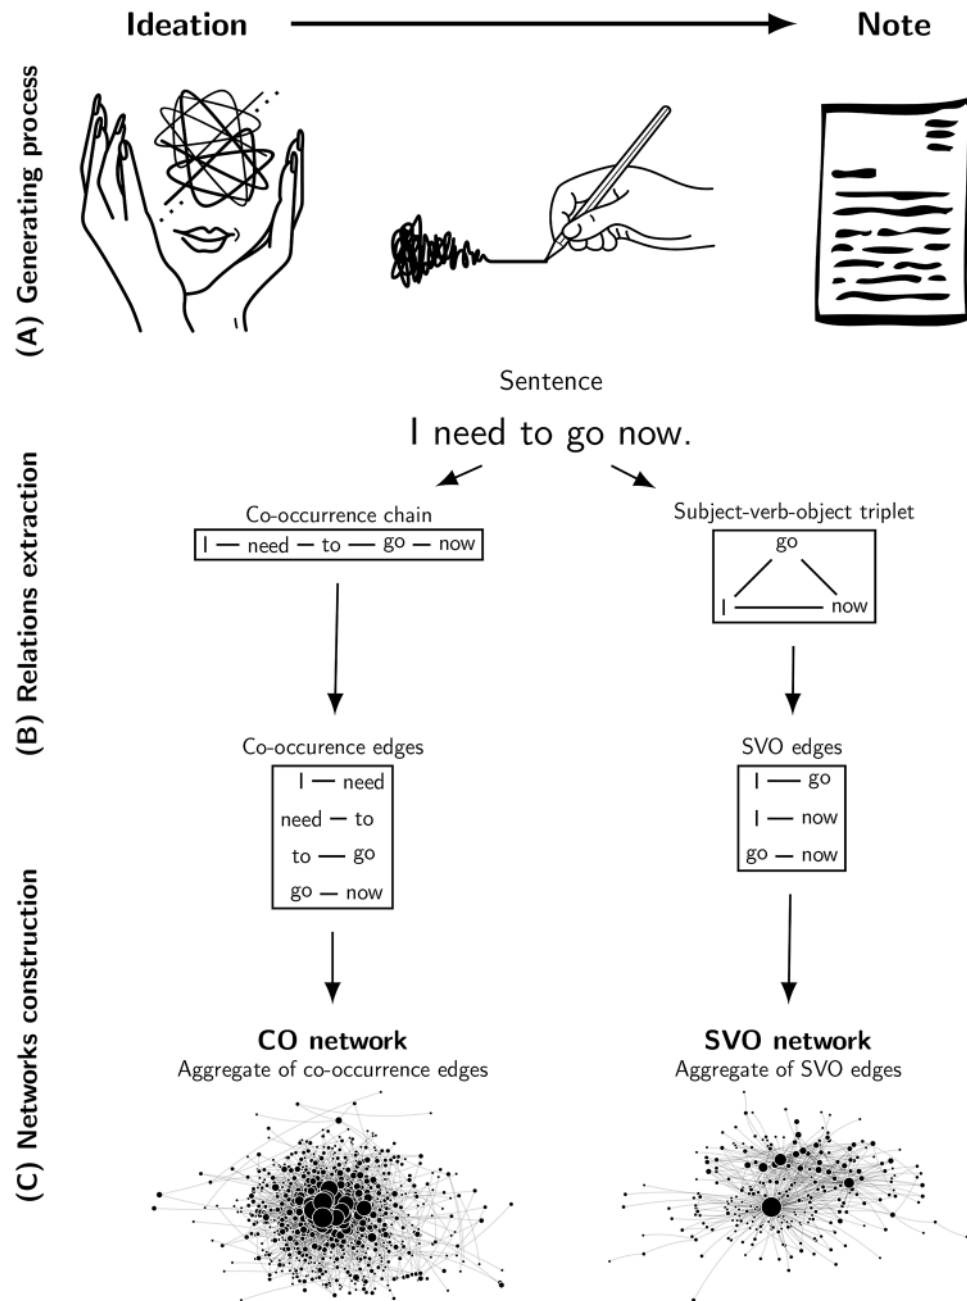 Ideation
Note
(A) Generating process
Sentence
I need to go now.
(B) Relations extraction
Co-occurrence chain
I — need — to — go — now
Subject-verb-object triplet
go
I — now
Co-occurence edges
I — need
need — to
to — go
go — now
SVO edges
I — go
I — now
go — now
(C) Networks construction
CO network
Aggregate of co-occurrence edges
SVO network
Aggregate of SVO edges